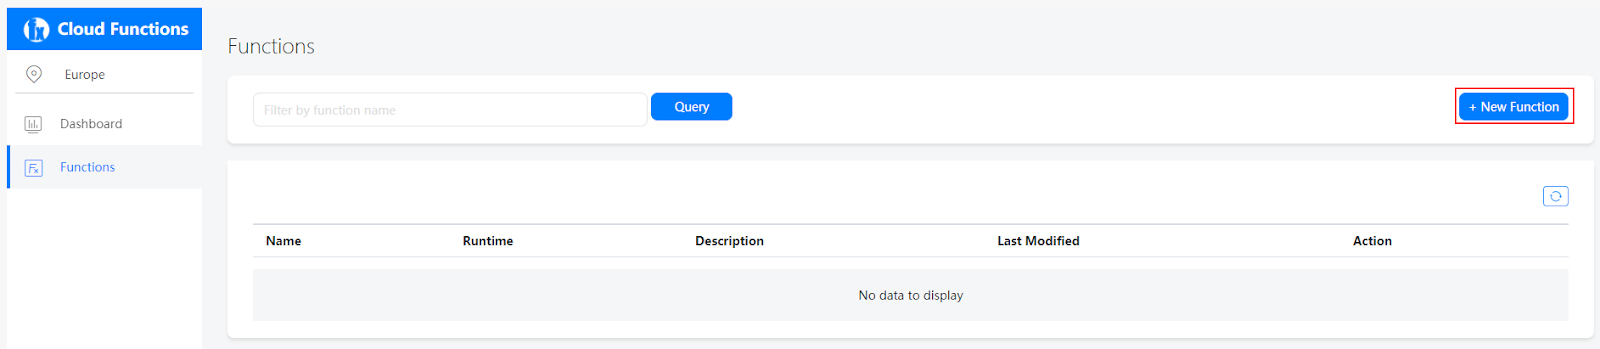 Cloud Functions
Europe
Dashboard
Functions
Functions
Filter by function name
Query
+ New Function
Name Runtime Description Last Modified Action
No data to display